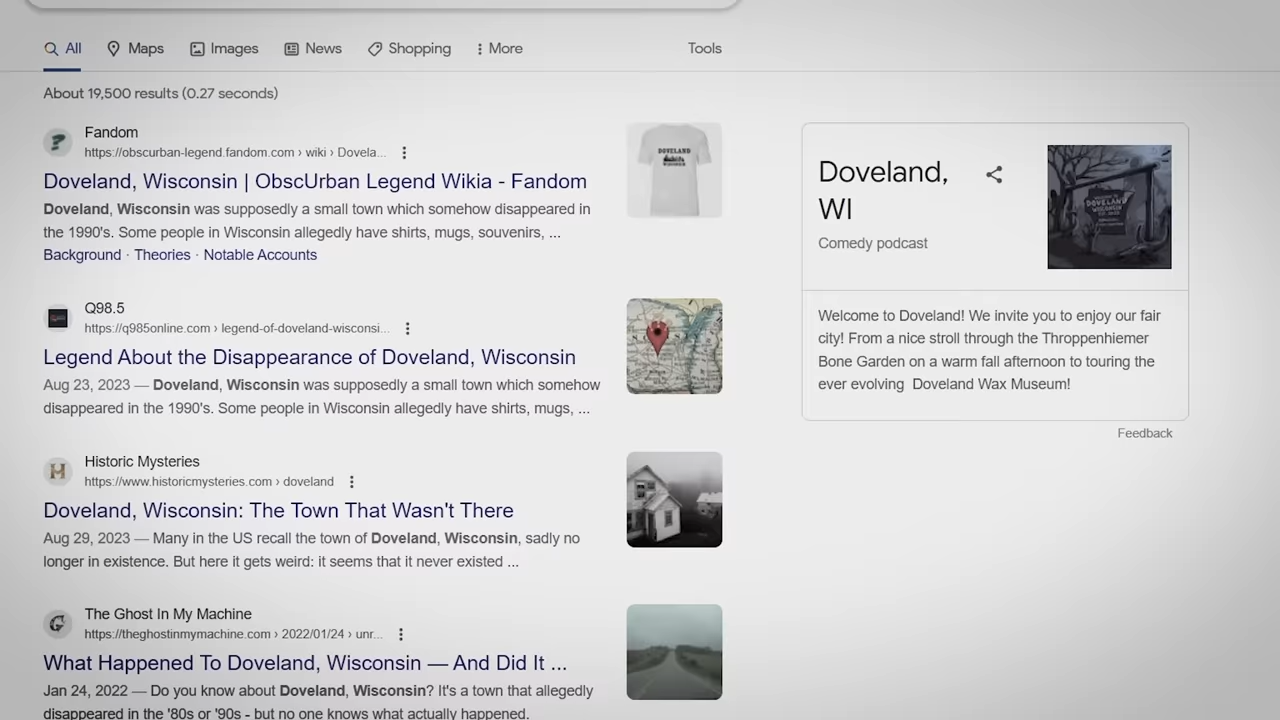 All
Maps
Images
News
Shopping
More
Tools
About 19,500 results (0.27 seconds)
Fandom
https://obscurban-legend.fandom.com › wiki › Dovela...
Doveland, Wisconsin | ObscUrban Legend Wikia - Fandom
Doveland, Wisconsin was supposedly a small town which somehow disappeared in
the 1990's. Some people in Wisconsin allegedly have shirts, mugs, souvenirs, ...
Background · Theories · Notable Accounts
DOVELAND
WISCONSIN
Q98.5
https://q985online.com › legend-of-doveland-wisconsi...
Legend About the Disappearance of Doveland, Wisconsin
Aug 23, 2023 — Doveland, Wisconsin was supposedly a small town which somehow
disappeared in the 1990's. Some people in Wisconsin allegedly have shirts, mugs, ...
Historic Mysteries
https://www.historicmysteries.com › doveland
Doveland, Wisconsin: The Town That Wasn't There
Aug 29, 2023 — Many in the US recall the town of Doveland, Wisconsin, sadly no
longer in existence. But here it gets weird: it seems that it never existed ...
The Ghost In My Machine
https://theghostinmymachine.com › 2022/01/24 › unr...
What Happened To Doveland, Wisconsin — And Did It ...
Jan 24, 2022 — Do you know about Doveland, Wisconsin? It's a town that allegedly
disappeared in the '80s or '90s - but no one knows what actually happened.
Doveland,
WI
Comedy podcast
DOVELAND
WISCONSIN
Welcome to Doveland! We invite you to enjoy our fair
city! From a nice stroll through the Throppenhiemer
Bone Garden on a warm fall afternoon to touring the
ever evolving Doveland Wax Museum!
Feedback